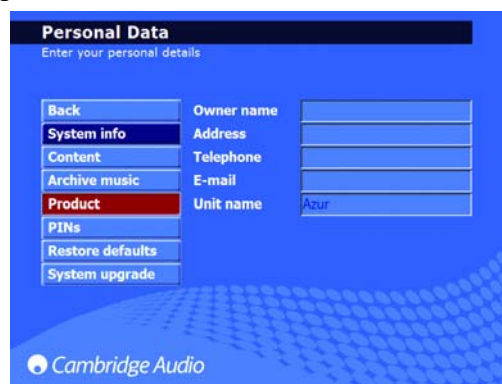 Personal Data
Enter your personal details
Back Owner name
System info Address
Content Telephone
Archive music E-mail
Product Unit name Azur
PINs
Restore defaults
System upgrade
Cambridge Audio